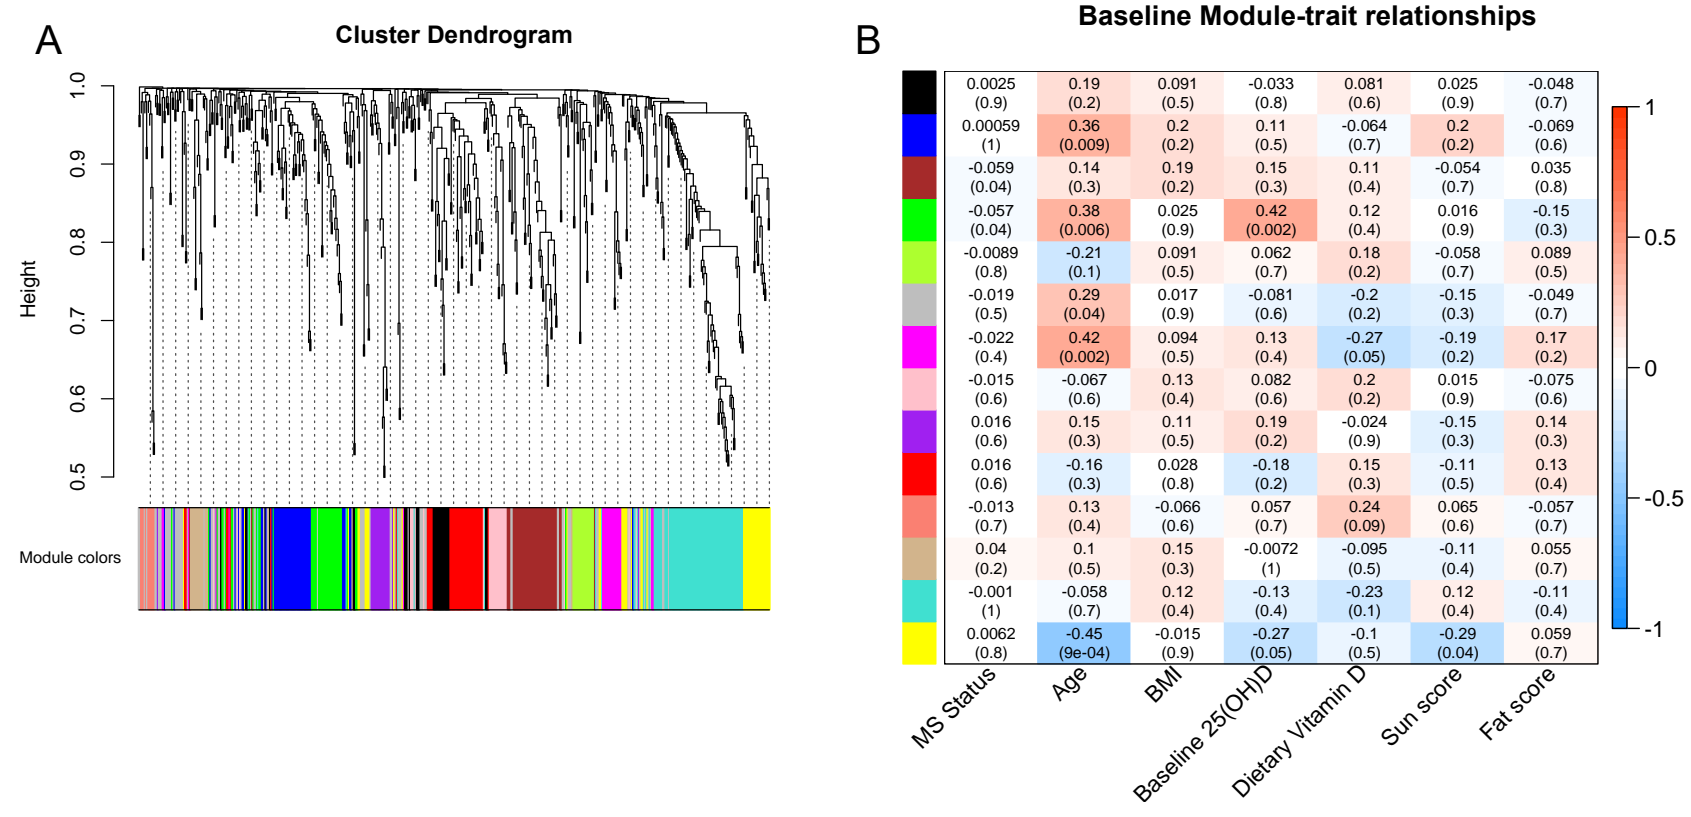 A
Cluster Dendrogram
Height
1.0
0.9
0.8
0.7
0.6
0.5
Module colors
B
Baseline Module-trait relationships
0.0025 0.19 0.091 -0.033 0.081 0.025 -0.048
(0.9) (0.2) (0.5) (0.8) (0.6) (0.9) (0.7)
0.00059 0.36 0.2 0.11 -0.064 0.2 -0.069
(1) (0.009) (0.2) (0.5) (0.7) (0.2) (0.6)
-0.059 0.14 0.19 0.15 0.11 -0.054 0.035
(0.04) (0.3) (0.2) (0.3) (0.4) (0.7) (0.8)
-0.057 0.38 0.025 0.42 0.12 0.016 -0.15
(0.04) (0.006) (0.9) (0.002) (0.4) (0.9) (0.3)
-0.0089 -0.21 0.091 0.062 0.18 -0.058 0.089
(0.8) (0.1) (0.5) (0.7) (0.2) (0.7) (0.5)
-0.019 0.29 0.017 -0.081 -0.2 -0.15 -0.049
(0.5) (0.04) (0.9) (0.6) (0.2) (0.3) (0.7)
-0.022 0.42 0.094 0.13 -0.27 -0.19 0.17
(0.4) (0.002) (0.5) (0.4) (0.05) (0.2) (0.2)
-0.015 -0.067 0.13 0.082 0.2 0.015 -0.075
(0.6) (0.6) (0.4) (0.6) (0.2) (0.9) (0.6)
0.016 0.15 0.11 0.19 -0.024 -0.15 0.14
(0.6) (0.3) (0.5) (0.2) (0.9) (0.3) (0.3)
0.016 -0.16 0.028 -0.18 0.15 -0.11 0.13
(0.6) (0.3) (0.8) (0.2) (0.3) (0.5) (0.4)
-0.013 0.13 -0.066 0.057 0.24 0.065 -0.057
(0.7) (0.4) (0.6) (0.7) (0.09) (0.6) (0.7)
0.04 0.1 0.15 -0.0072 -0.095 -0.11 0.055
(0.2) (0.5) (0.3) (1) (0.5) (0.4) (0.7)
-0.001 -0.058 0.12 -0.13 -0.23 0.12 -0.11
(1) (0.7) (0.4) (0.4) (0.1) (0.4) (0.4)
0.0062 -0.45 -0.015 -0.27 -0.1 -0.29 0.059
(0.8) (9e-04) (0.9) (0.05) (0.5) (0.04) (0.7)
MS Status
Age
BMI
Baseline 25(OH)D
Dietary Vitamin D
Sun score
Fat score
1
0.5
0
-0.5
-1